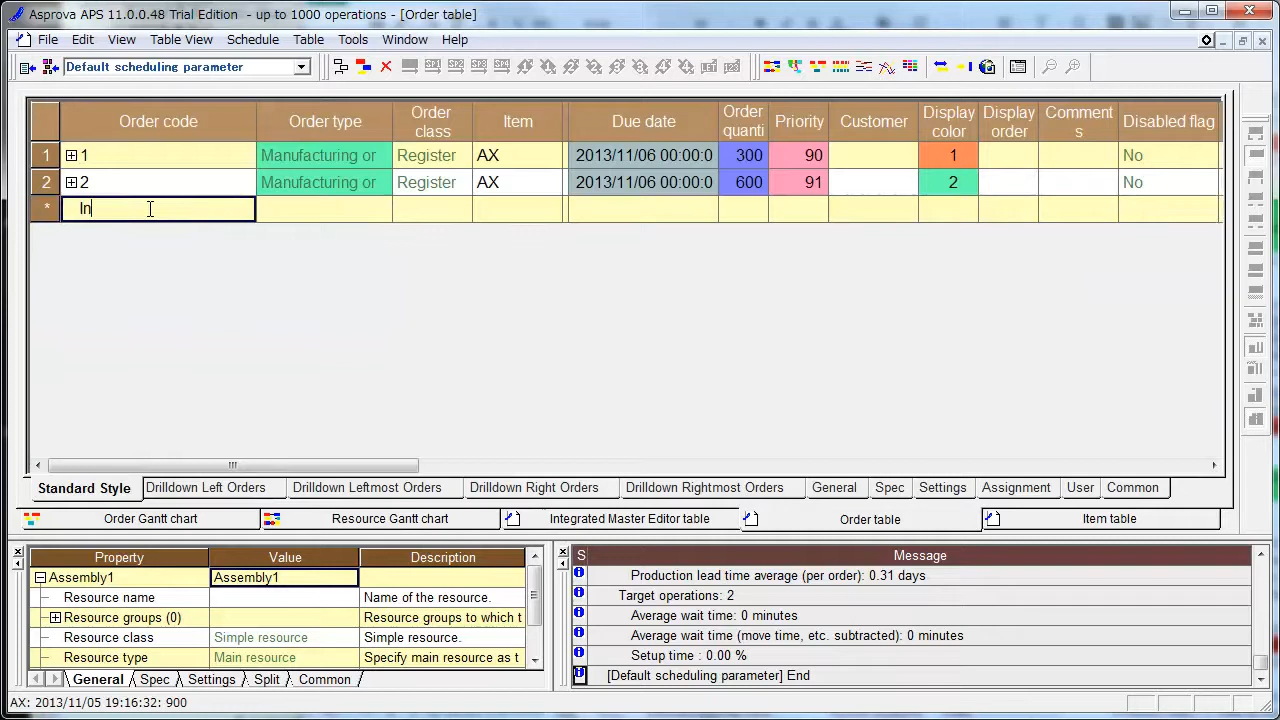 Asprova APS 11.0.0.48 Trial Edition - up to 1000 operations - [Order table]
File Edit View Table View Schedule Table Tools Window Help
Default scheduling parameter
Order code Order type Order class Item Due date Order quanti Priority Customer Display color Display order Comment s Disabled flag
1 1 Manufacturing or Register AX 2013/11/06 00:00:0 300 90 1 No
2 2 Manufacturing or Register AX 2013/11/06 00:00:0 600 91 2 No
* In
Standard Style Drilldown Left Orders Drilldown Leftmost Orders Drilldown Right Orders Drilldown Rightmost Orders General Spec Settings Assignment User Common
Order Gantt chart Resource Gantt chart Integrated Master Editor table Order table Item table
Property Value Description
Assembly1 Assembly1
Resource name Name of the resource.
Resource groups (0) Resource groups to which t
Resource class Simple resource Simple resource.
Resource type Main resource Specify main resource as t
General Spec Settings Split Common
S Message
Production lead time average (per order): 0.31 days
Target operations: 2
Average wait time: 0 minutes
Average wait time (move time, etc. subtracted): 0 minutes
Setup time : 0.00 %
[Default scheduling parameter] End
AX: 2013/11/05 19:16:32: 900